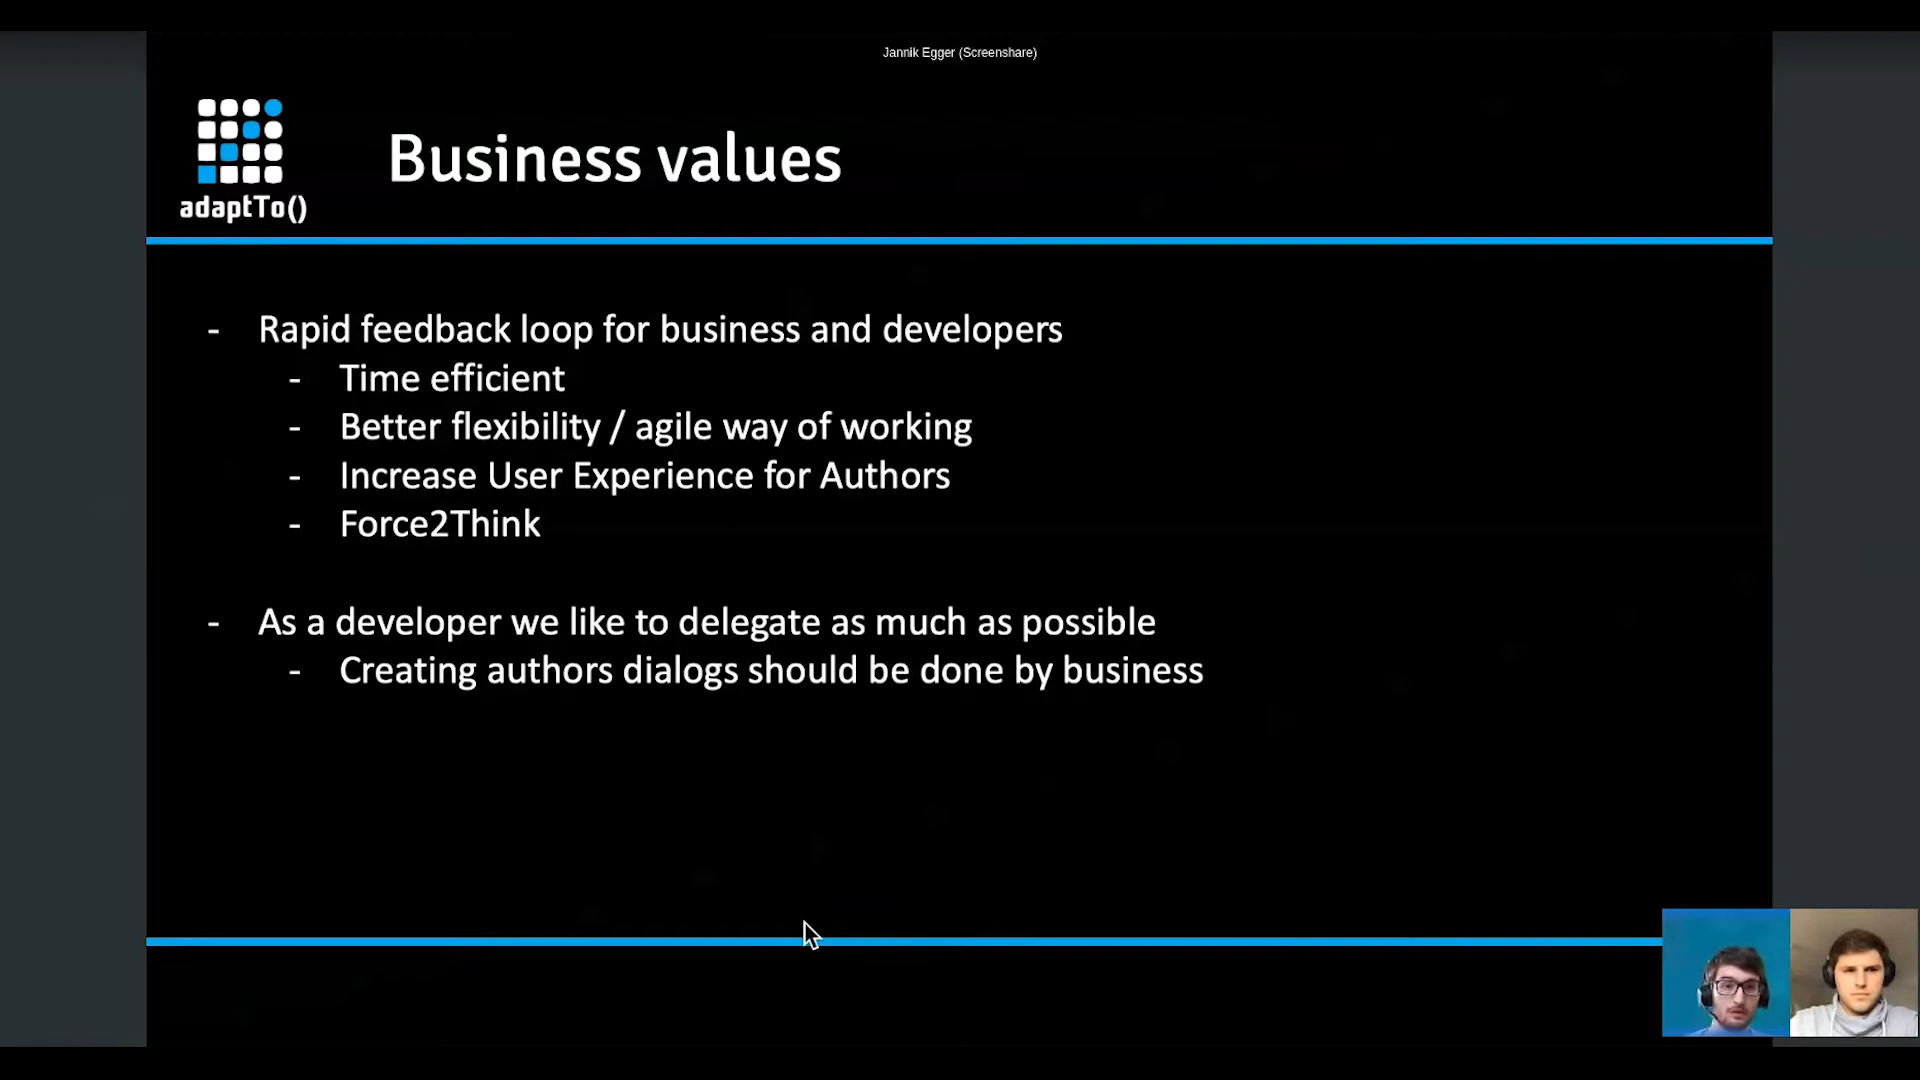 Jannik Egger (Screenshare)
adaptTo()
Business values
- Rapid feedback loop for business and developers
- Time efficient
- Better flexibility / agile way of working
- Increase User Experience for Authors
- Force2Think
- As a developer we like to delegate as much as possible
- Creating authors dialogs should be done by business